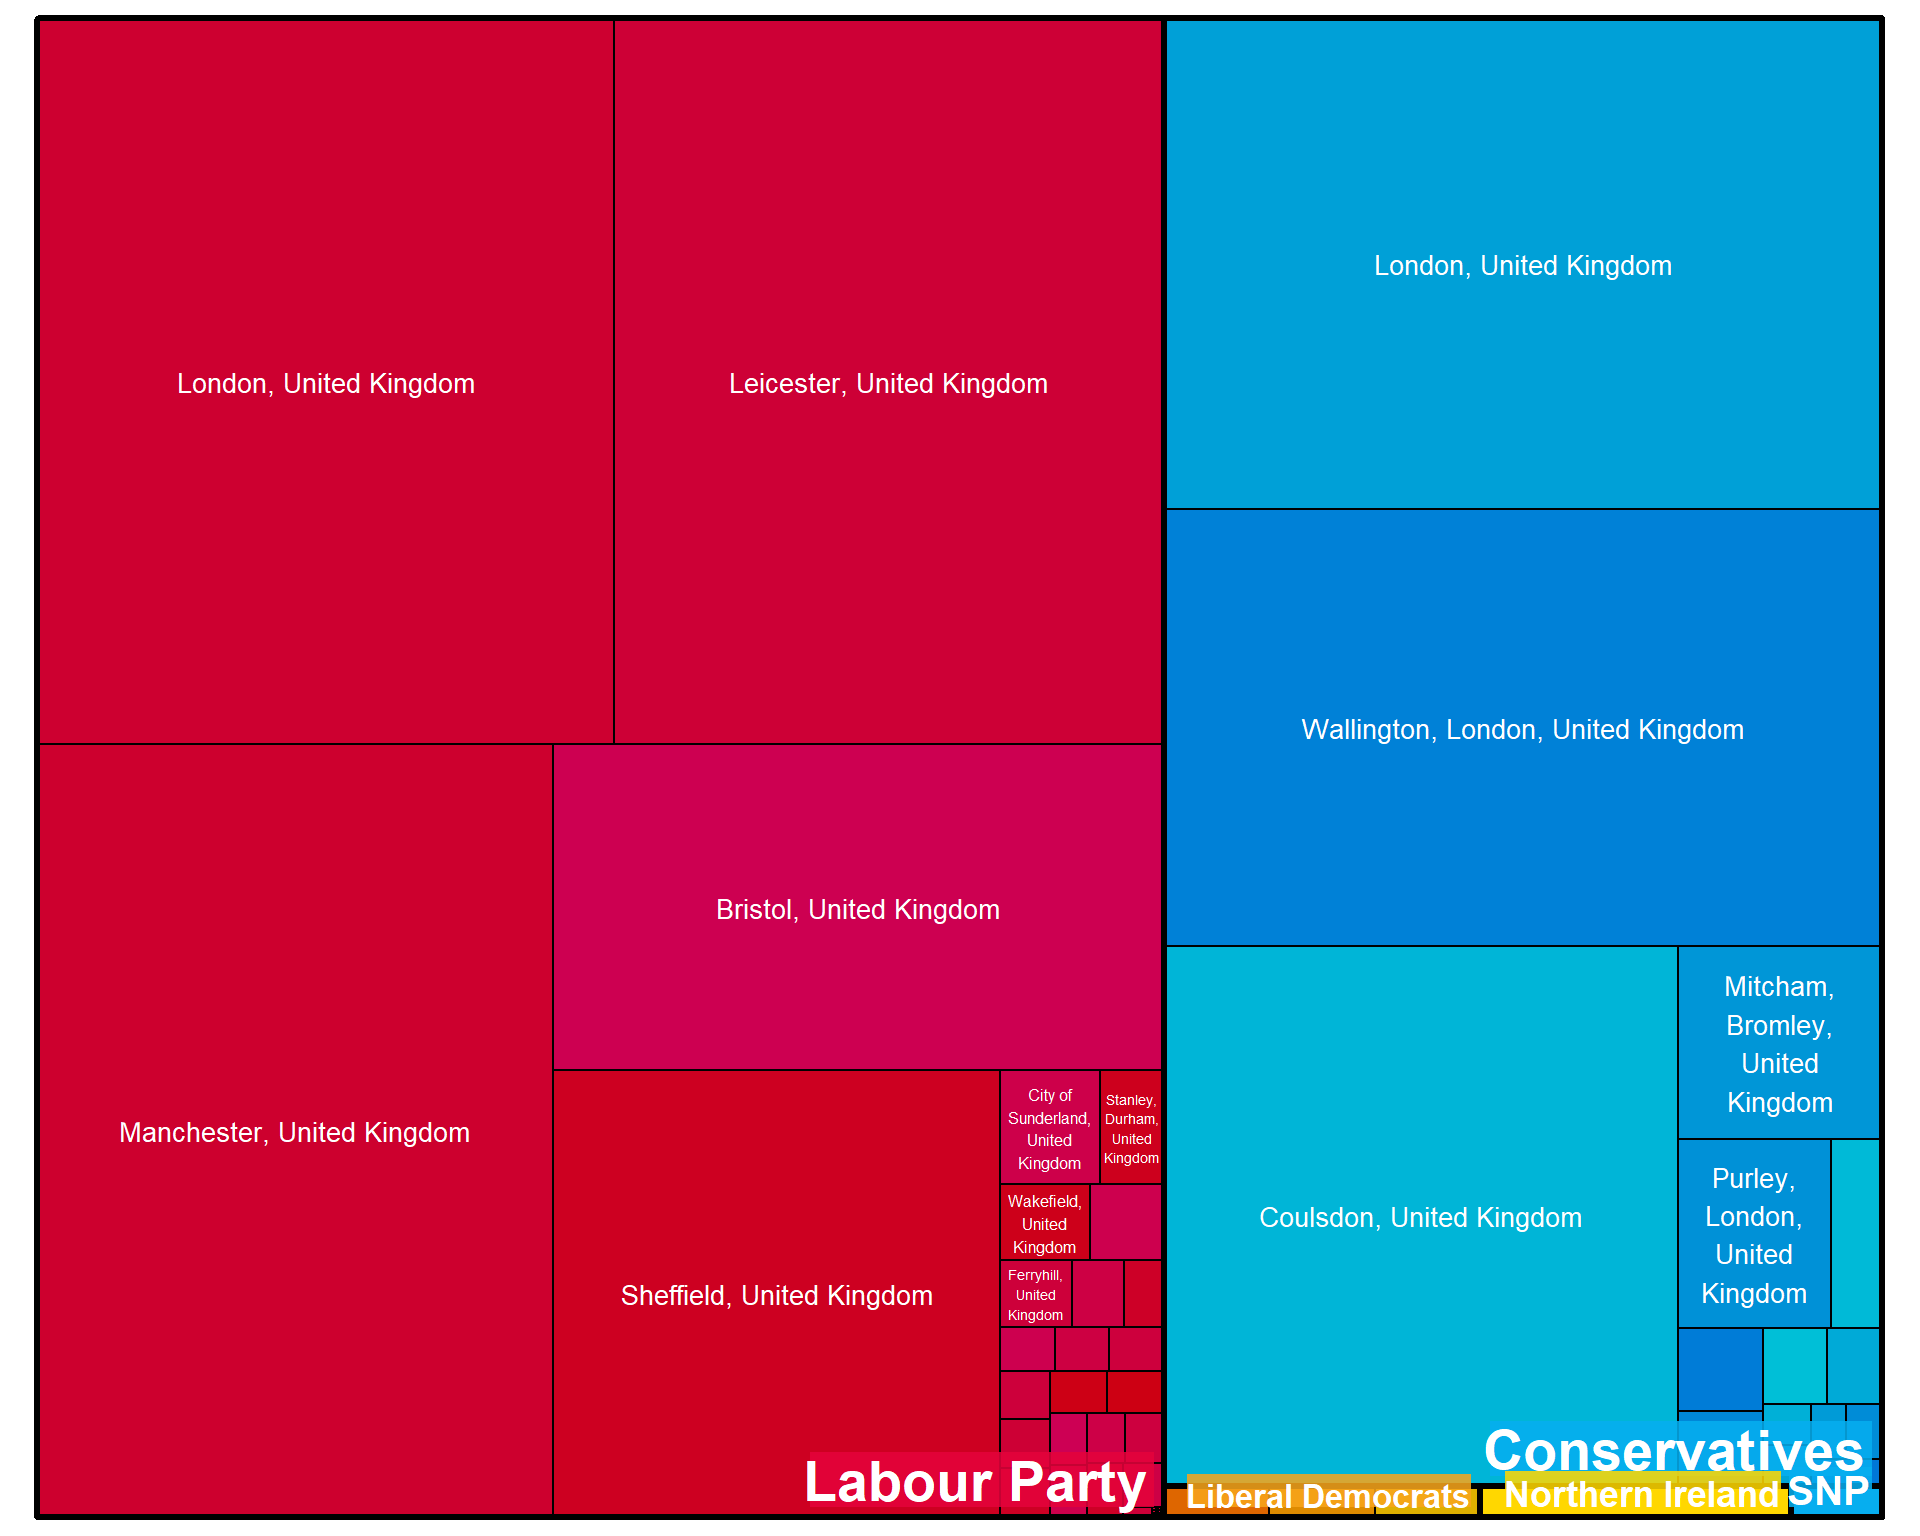 London, United Kingdom
Leicester, United Kingdom
Manchester, United Kingdom
Bristol, United Kingdom
Sheffield, United Kingdom
City of
Sunderland,
United
Kingdom
Stanley,
Durham,
United
Kingdom
Wakefield,
United
Kingdom
Ferryhill,
United
Kingdom
Labour Party
London, United Kingdom
Wallington, London, United Kingdom
Coulsdon, United Kingdom
Mitcham,
Bromley,
United
Kingdom
Purley,
London,
United
Kingdom
Conservatives
Liberal Democrats
Northern Ireland
SNP